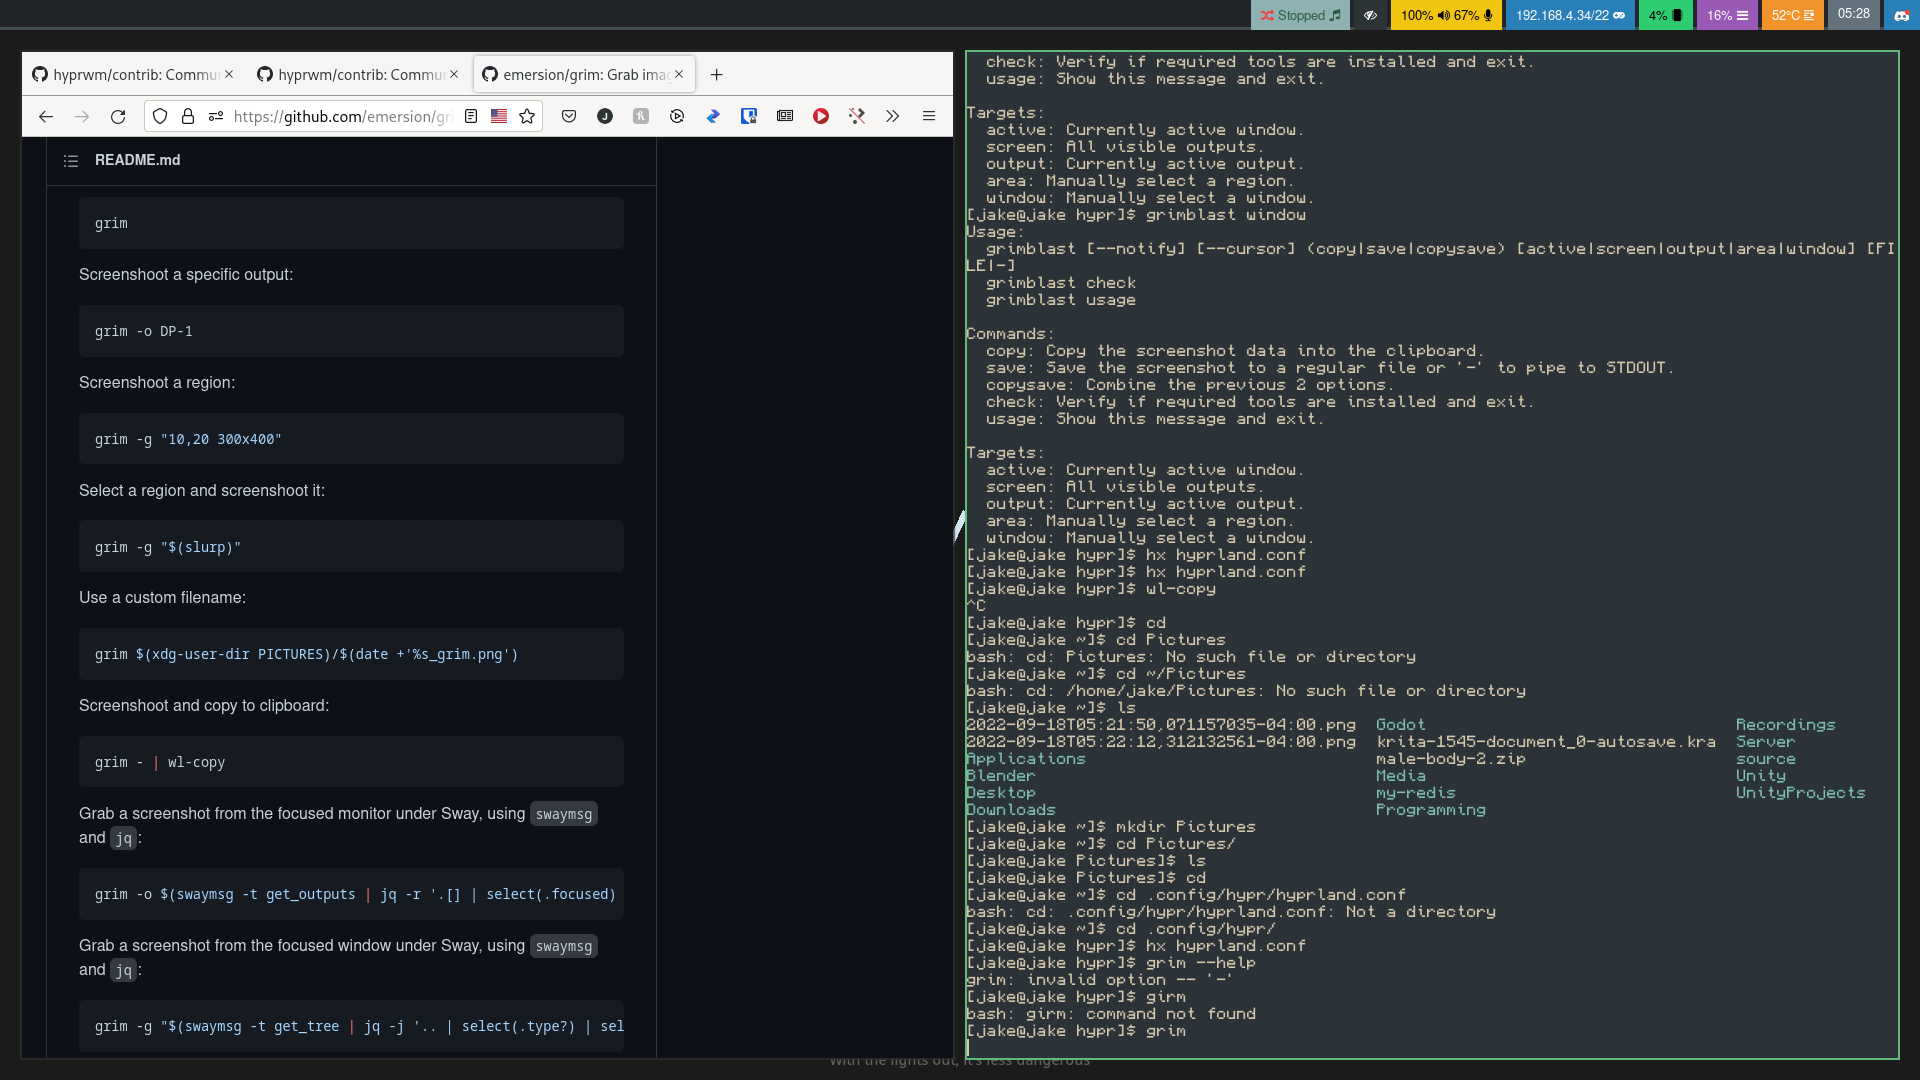 Stopped
100% 67%
192.168.4.34/22
4%
16%
52°C
05:28
hyprwm/contrib: Commu
hyprwm/contrib: Commu
emersion/grim: Grab ima
https://github.com/emersion/gri
README.md
grim
Screenshoot a specific output:
grim -o DP-1
Screenshoot a region:
grim -g "10,20 300x400"
Select a region and screenshoot it:
grim -g "$(slurp)"
Use a custom filename:
grim $(xdg-user-dir PICTURES)/$(date +'%s_grim.png')
Screenshoot and copy to clipboard:
grim - | wl-copy
Grab a screenshot from the focused monitor under Sway, using swaymsg
and jq:
grim -o $(swaymsg -t get_outputs | jq -r '.[] | select(.focused)
Grab a screenshot from the focused window under Sway, using swaymsg
and jq:
grim -g "$(swaymsg -t get_tree | jq -j '.. | select(.type?) | sel
check: Verify if required tools are installed and exit.
usage: Show this message and exit.
Targets:
active: Currently active window.
screen: All visible outputs.
output: Currently active output.
area: Manually select a region.
window: Manually select a window.
[jake@jake hypr]$ grimblast window
Usage:
grimblast [--notify] [--cursor] (copy|save|copysave) [active|screen|output|area|window] [FI
LE|-]
grimblast check
grimblast usage
Commands:
copy: Copy the screenshot data into the clipboard.
save: Save the screenshot to a regular file or '-' to pipe to STDOUT.
copysave: Combine the previous 2 options.
check: Verify if required tools are installed and exit.
usage: Show this message and exit.
Targets:
active: Currently active window.
screen: All visible outputs.
output: Currently active output.
area: Manually select a region.
window: Manually select a window.
[jake@jake hypr]$ hx hyprland.conf
[jake@jake hypr]$ hx hyprland.conf
[jake@jake hypr]$ wl-copy
^C
[jake@jake hypr]$ cd
[jake@jake ~]$ cd Pictures
bash: cd: Pictures: No such file or directory
[jake@jake ~]$ cd ~/Pictures
bash: cd: /home/jake/Pictures: No such file or directory
[jake@jake ~]$ ls
2022-09-18T05:21:50,071157035-04:00.png Godot Recordings
2022-09-18T05:22:12,312132561-04:00.png krita-1545-document_0-autosave.kra Server
Applications male-body-2.zip source
Blender Media Unity
Desktop my-redis UnityProjects
Downloads Programming
[jake@jake ~]$ mkdir Pictures
[jake@jake ~]$ cd Pictures/
[jake@jake Pictures]$ ls
[jake@jake Pictures]$ cd
[jake@jake ~]$ cd .config/hypr/hyprland.conf
bash: cd: .config/hypr/hyprland.conf: Not a directory
[jake@jake ~]$ cd .config/hypr/
[jake@jake hypr]$ hx hyprland.conf
[jake@jake hypr]$ grim --help
grim: invalid option -- '-'
[jake@jake hypr]$ girm
bash: girm: command not found
[jake@jake hypr]$ grim
With the lights out, it's less dangerous